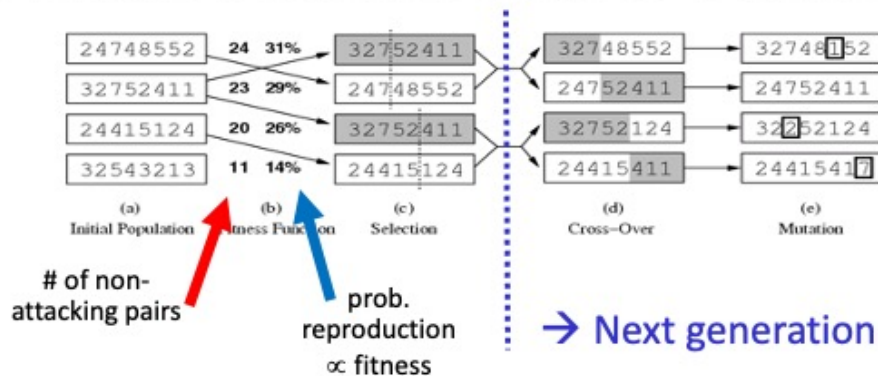 24748552 24 31% 32752411 32748552 32748152
32752411 23 29% 24748552 24752411 24752411
24415124 20 26% 32752411 32752124 32252124
32543213 11 14% 24415124 24415411 24415417
(a) (b) (c) (d) (e)
Initial Population tness Function Selection Cross-Over Mutation
# of non-
attacking pairs
prob.
reproduction
∝ fitness
→ Next generation